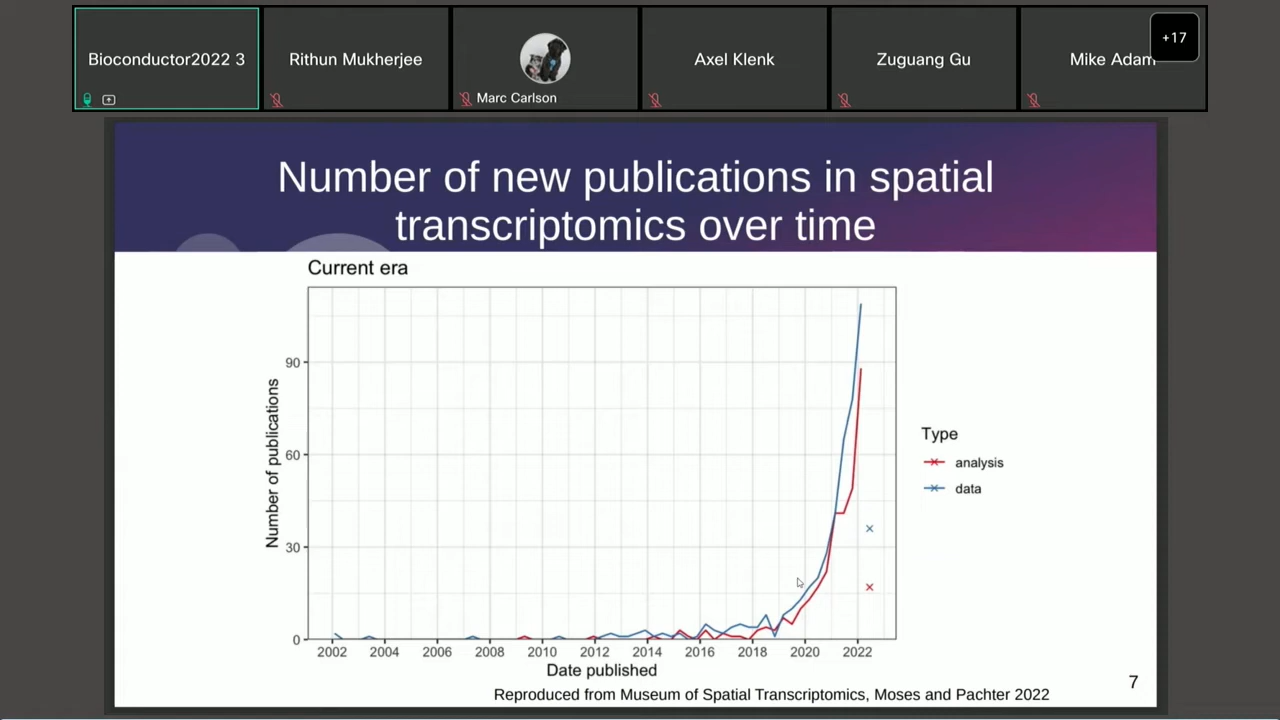 Bioconductor2022 3
Rithun Mukherjee
Marc Carlson
Axel Klenk
Zuguang Gu
Mike Adam
+17
Number of new publications in spatial
transcriptomics over time
Current era
Number of publications
90
60
30
0
2002 2004 2006 2008 2010 2012 2014 2016 2018 2020 2022
Date published
Type
analysis
data
Reproduced from Museum of Spatial Transcriptomics, Moses and Pachter 2022
7